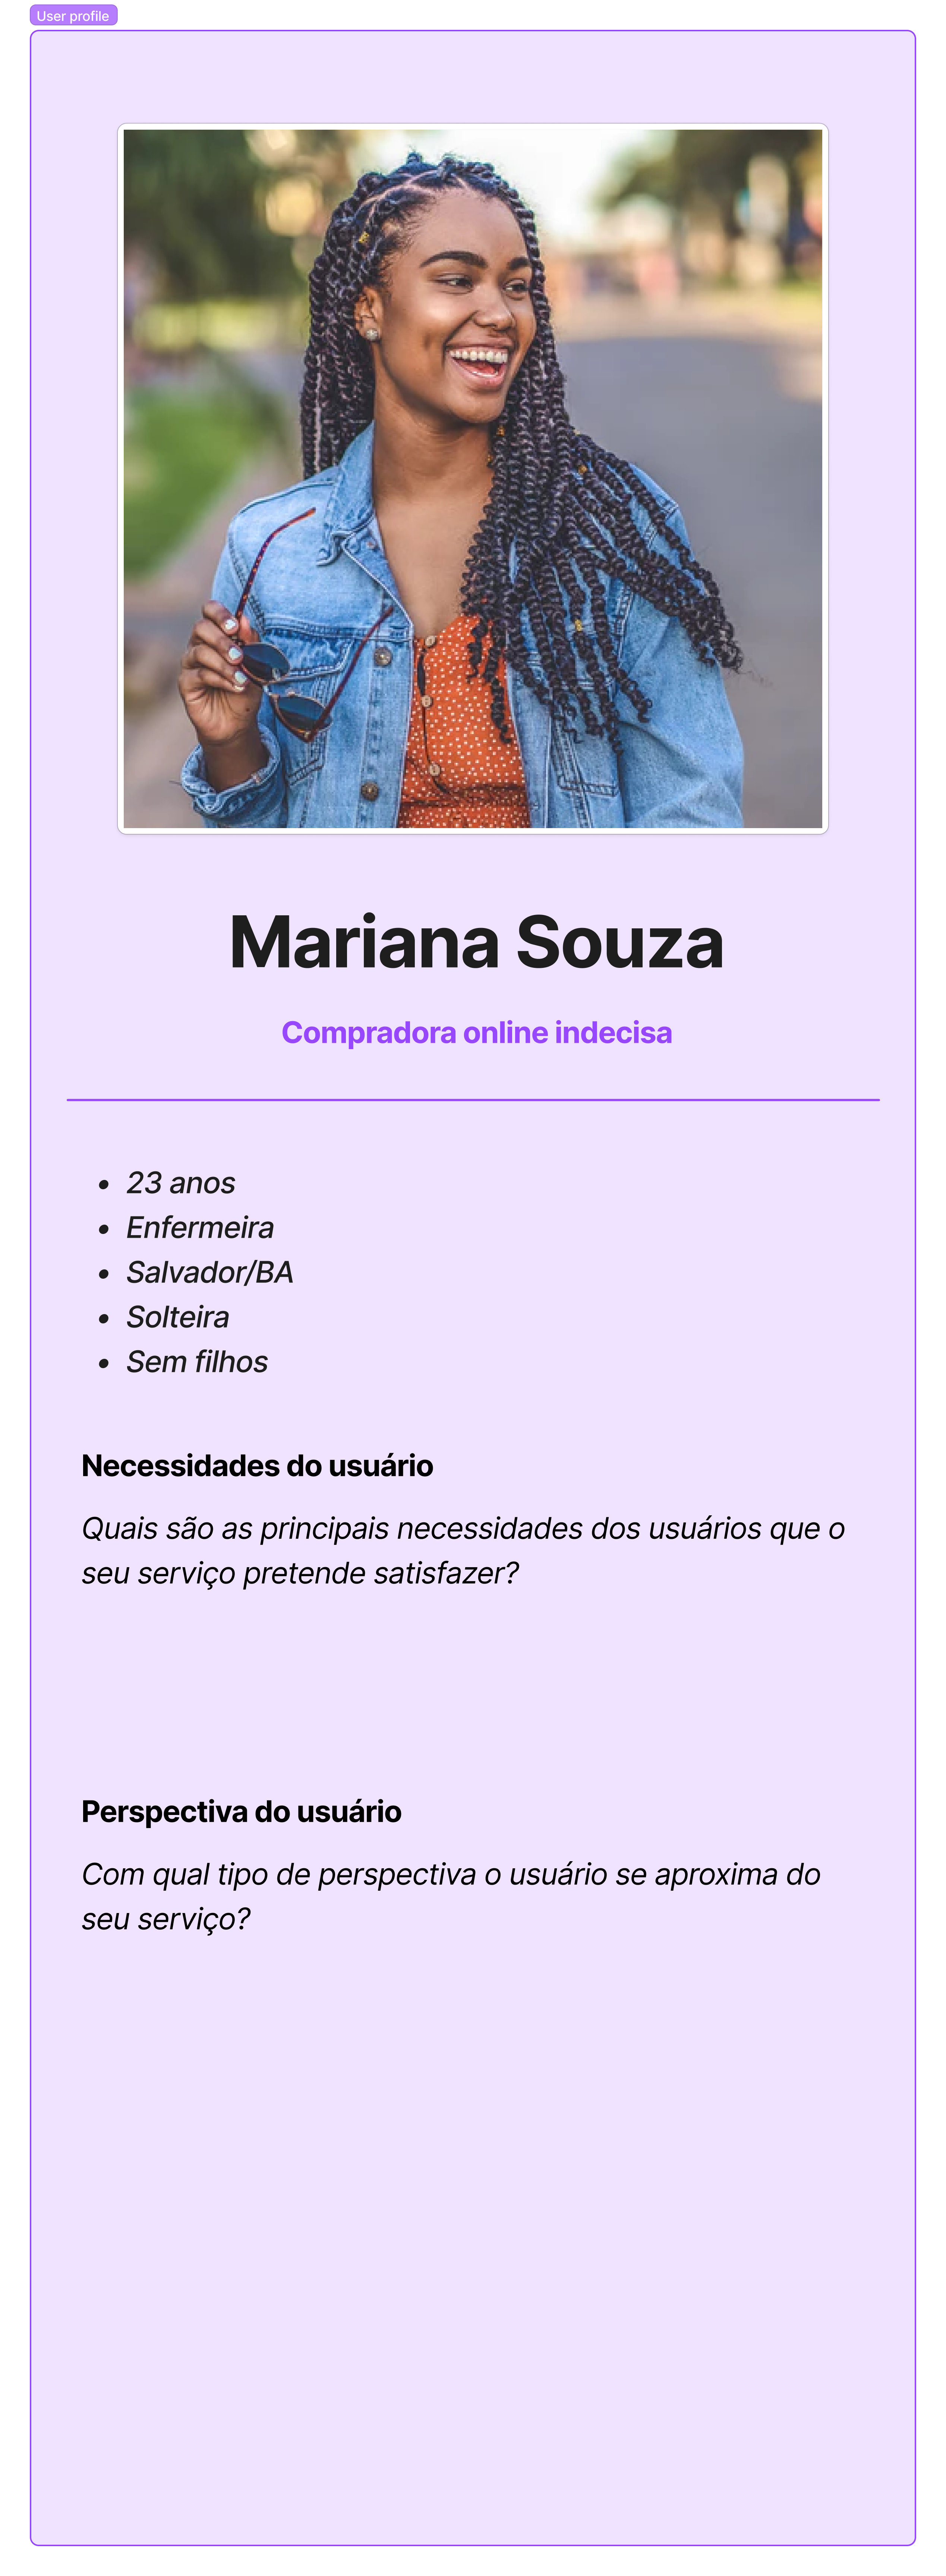 User profile
Mariana Souza
Compradora online indecisa
• 23 anos
• Enfermeira
• Salvador/BA
• Solteira
• Sem filhos
Necessidades do usuário
Quais são as principais necessidades dos usuários que o
seu serviço pretende satisfazer?
Perspectiva do usuário
Com qual tipo de perspectiva o usuário se aproxima do
seu serviço?